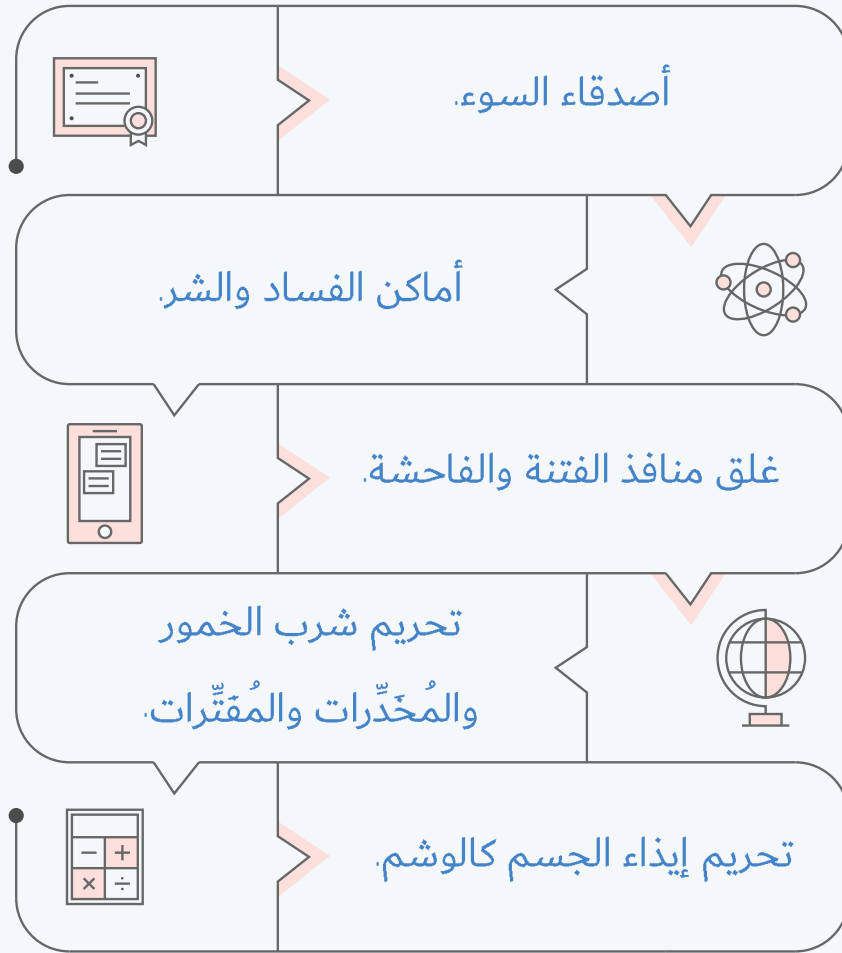 أصدقاء السوء.
أماكن الفساد والشر.
غلق منافذ الفتنة والفاحشة.
تحريم شرب الخمور
والمُخَدِّرات والمُفَتِّرات.
تحريم إيذاء الجسم كالوشم.